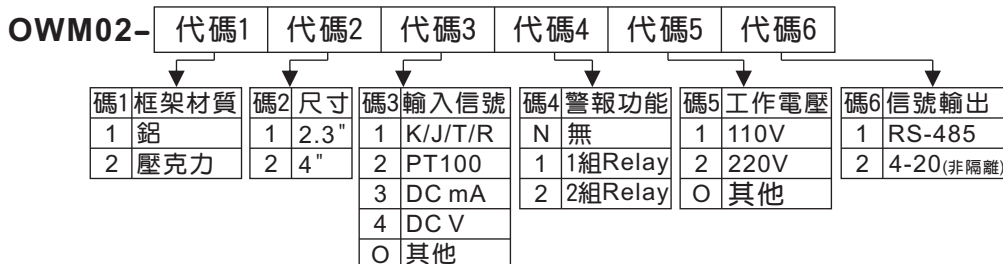 OWM02- 代碼1 代碼2 代碼3 代碼4 代碼5 代碼6
碼1 框架材質 碼2 尺寸 碼3 輸入信號 碼4 警報功能 碼5 工作電壓 碼6 信號輸出
1 鋁 1 2.3" 1 K/J/T/R N 無 1 110V 1 RS-485
2 壓克力 2 4" 2 PT100 1 1組Relay 2 220V 2 4-20(非隔離)
3 DC mA 2 2組Relay O 其他
4 DC V
O 其他